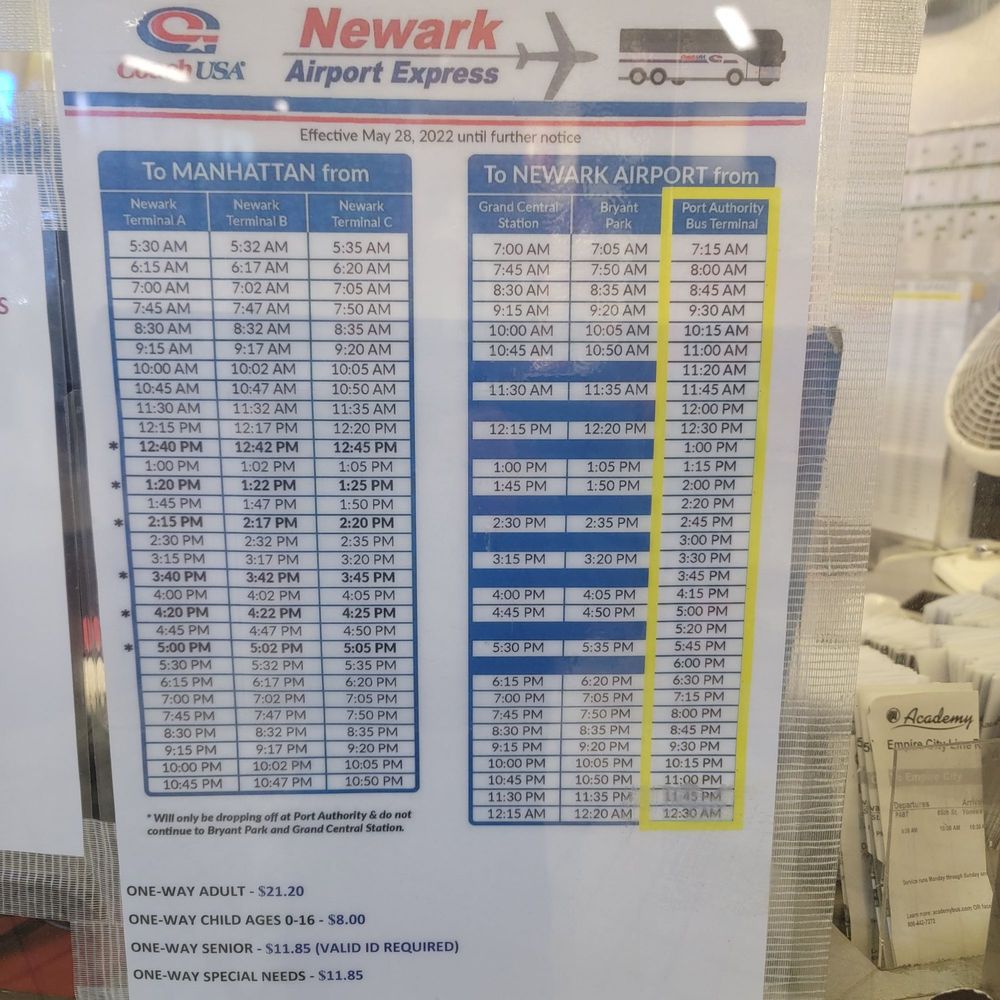 Coach USA
Newark
Airport Express
Effective May 28, 2022 until further notice
To MANHATTAN from
Newark Terminal A Newark Terminal B Newark Terminal C
5:30 AM 5:32 AM 5:35 AM
6:15 AM 6:17 AM 6:20 AM
7:00 AM 7:02 AM 7:05 AM
7:45 AM 7:47 AM 7:50 AM
8:30 AM 8:32 AM 8:35 AM
9:15 AM 9:17 AM 9:20 AM
10:00 AM 10:02 AM 10:05 AM
10:45 AM 10:47 AM 10:50 AM
11:30 AM 11:32 AM 11:35 AM
12:15 PM 12:17 PM 12:20 PM
* 12:40 PM 12:42 PM 12:45 PM
1:00 PM 1:02 PM 1:05 PM
* 1:20 PM 1:22 PM 1:25 PM
1:45 PM 1:47 PM 1:50 PM
* 2:15 PM 2:17 PM 2:20 PM
2:30 PM 2:32 PM 2:35 PM
3:15 PM 3:17 PM 3:20 PM
* 3:40 PM 3:42 PM 3:45 PM
4:00 PM 4:02 PM 4:05 PM
* 4:20 PM 4:22 PM 4:25 PM
4:45 PM 4:47 PM 4:50 PM
* 5:00 PM 5:02 PM 5:05 PM
5:30 PM 5:32 PM 5:35 PM
6:15 PM 6:17 PM 6:20 PM
7:00 PM 7:02 PM 7:05 PM
7:45 PM 7:47 PM 7:50 PM
8:30 PM 8:32 PM 8:35 PM
9:15 PM 9:17 PM 9:20 PM
10:00 PM 10:02 PM 10:05 PM
10:45 PM 10:47 PM 10:50 PM
* Will only be dropping off at Port Authority & do not
continue to Bryant Park and Grand Central Station.
To NEWARK AIRPORT from
Grand Central Station Bryant Park Port Authority Bus Terminal
7:00 AM 7:05 AM 7:15 AM
7:45 AM 7:50 AM 8:00 AM
8:30 AM 8:35 AM 8:45 AM
9:15 AM 9:20 AM 9:30 AM
10:00 AM 10:05 AM 10:15 AM
10:45 AM 10:50 AM 11:00 AM
11:20 AM
11:30 AM 11:35 AM 11:45 AM
12:00 PM
12:15 PM 12:20 PM 12:30 PM
1:00 PM
1:00 PM 1:05 PM 1:15 PM
1:45 PM 1:50 PM 2:00 PM
2:20 PM
2:30 PM 2:35 PM 2:45 PM
3:00 PM
3:15 PM 3:20 PM 3:30 PM
3:45 PM
4:00 PM 4:05 PM 4:15 PM
4:45 PM 4:50 PM 5:00 PM
5:20 PM
5:30 PM 5:35 PM 5:45 PM
6:00 PM
6:15 PM 6:20 PM 6:30 PM
7:00 PM 7:05 PM 7:15 PM
7:45 PM 7:50 PM 8:00 PM
8:30 PM 8:35 PM 8:45 PM
9:15 PM 9:20 PM 9:30 PM
10:00 PM 10:05 PM 10:15 PM
10:45 PM 10:50 PM 11:00 PM
11:30 PM 11:35 PM 11:45 PM
12:15 AM 12:20 AM 12:30 AM
ONE-WAY ADULT - $21.20
ONE-WAY CHILD AGES 0-16 - $8.00
ONE-WAY SENIOR - $11.85 (VALID ID REQUIRED)
ONE-WAY SPECIAL NEEDS - $11.85
S
Academy
Empire City Line
Empire City
Departures
Service runs Monday through Sunday
Learn more: academybus.com OR